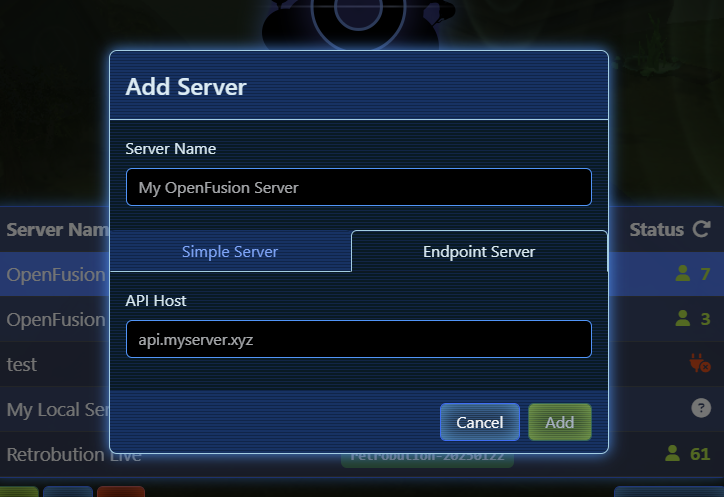 Add Server
Server Name
My OpenFusion Server
Server Nam
Status
Simple Server
Endpoint Server
OpenFusion
7
API Host
OpenFusion
3
api.myserver.xyz
test
My Local Ser
?
Cancel
Add
Retrobution Live
retrobution-20250122
61